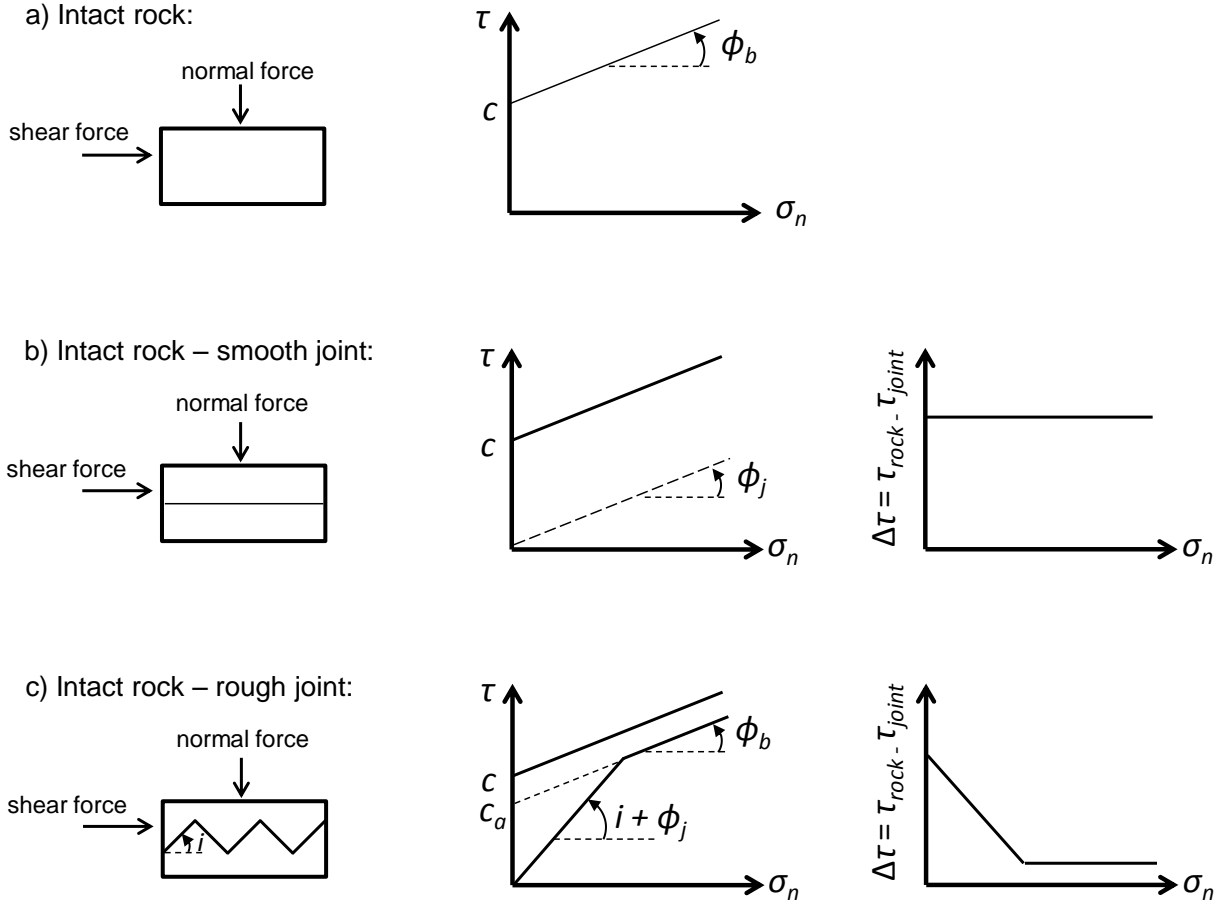 a) Intact rock:
normal force
shear force
τ
ϕb
c
σn
b) Intact rock – smooth joint:
normal force
shear force
τ
c
ϕj
σn
Δτ = τrock - τjoint
σn
c) Intact rock – rough joint:
normal force
shear force
i
τ
ϕb
c
ca
i + ϕj
σn
Δτ = τrock - τjoint
σn